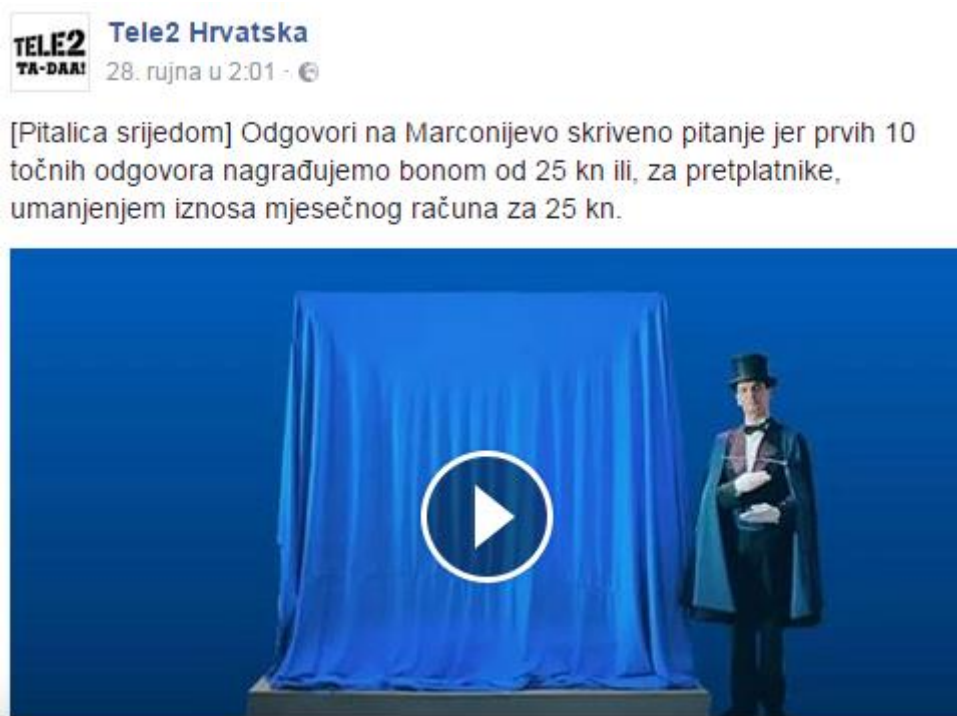 TELE2
TA-DAA!
Tele2 Hrvatska
28. rujna u 2:01 ·
[Pitalica srijedom] Odgovori na Marconijevo skriveno pitanje jer prvih 10
točnih odgovora nagrađujemo bonom od 25 kn ili, za pretplatnike,
umanjenjem iznosa mjesečnog računa za 25 kn.